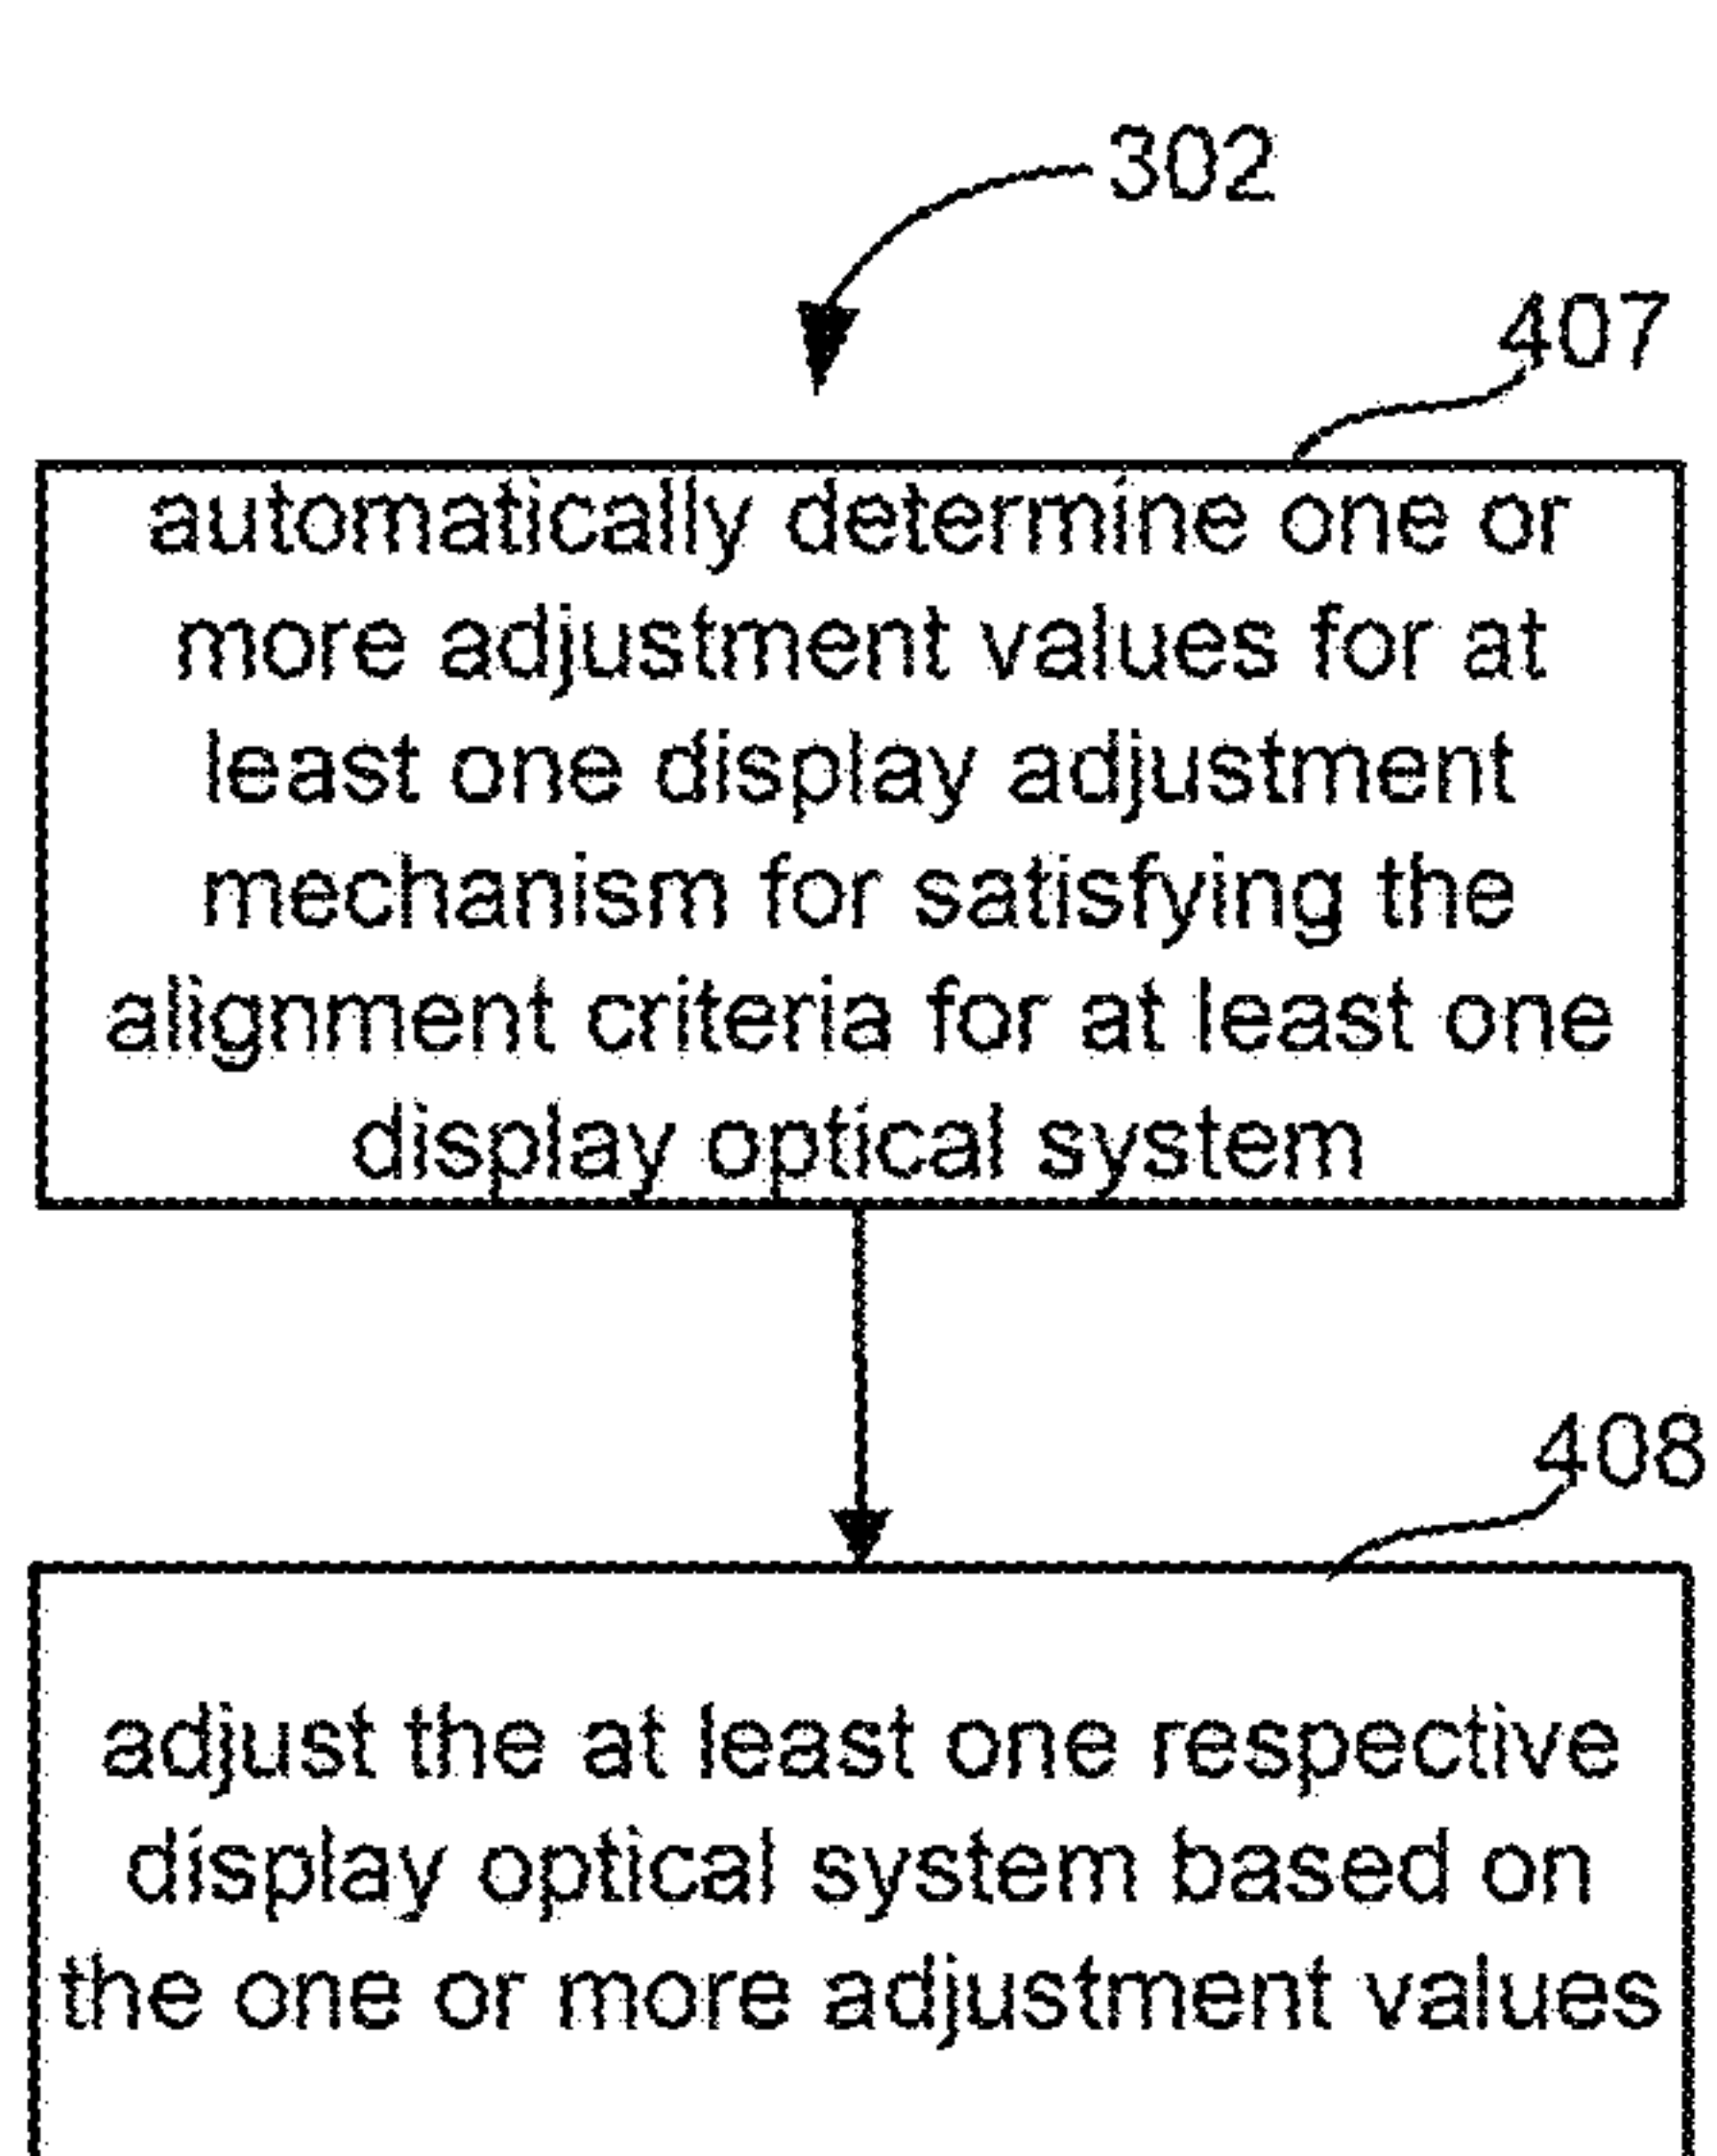 302
407
automatically determine one or
more adjustment values for at
least one display adjustment
mechanism for satisfying the
alignment criteria for at least one
display optical system
408
adjust the at least one respective
display optical system based on
the one or more adjustment values